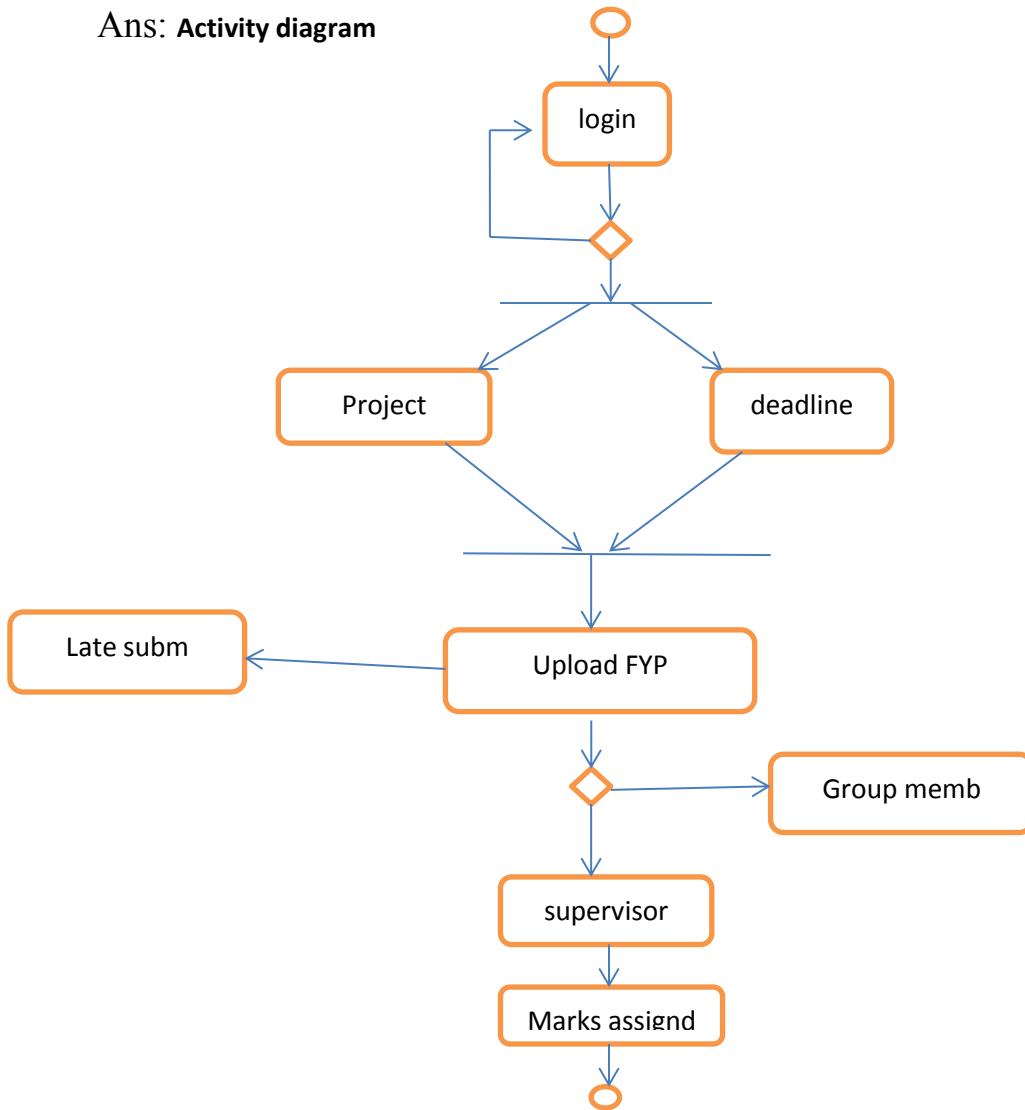 Ans: Activity diagram
login
Project
deadline
Late subm
Upload FYP
Group memb
supervisor
Marks assignd